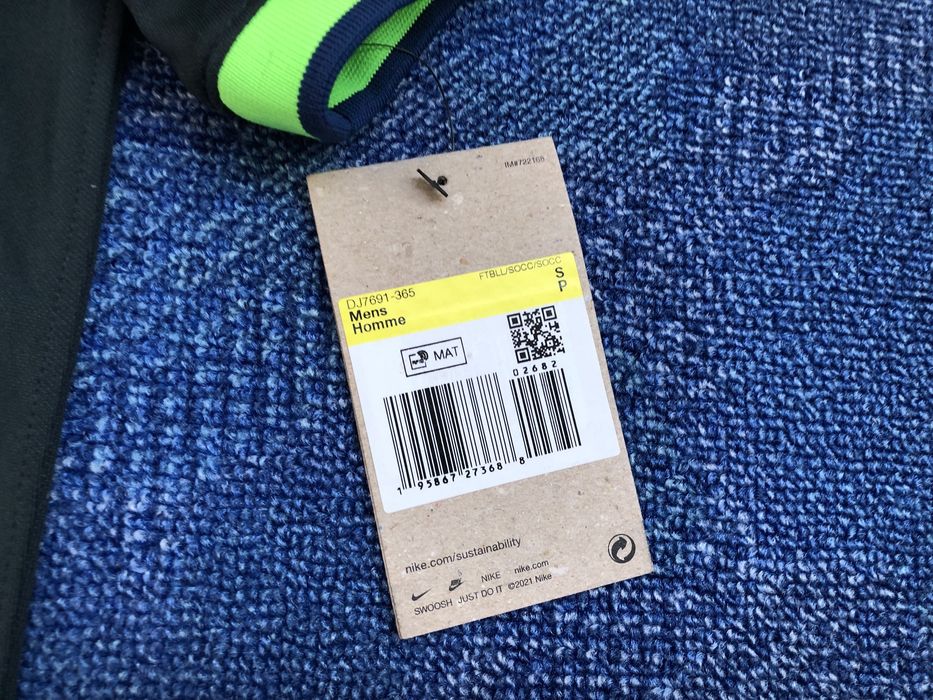 IM#722168
FTBLL/SOCC/SOCC
DJ7691-365
S
Mens
P
Homme
MAT
02682
1 95867 27368 8
nike.com/sustainability
NIKE nike.com
SWOOSH JUST DO IT ©2021 Nike